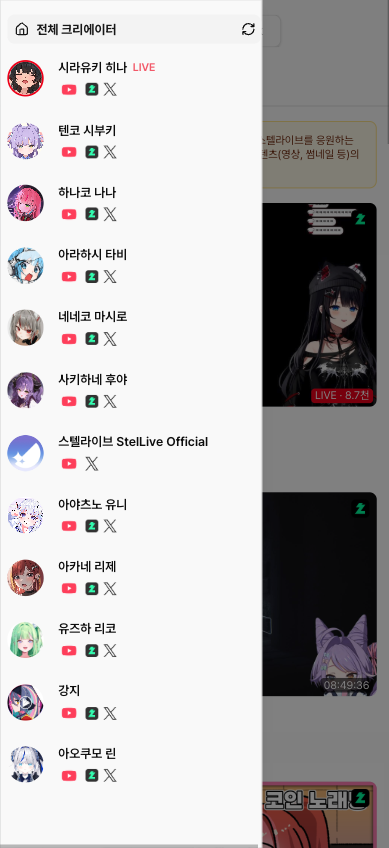 전체 크리에이터
시라유키 히나 LIVE
텐코 시부키
하나코 나나
아라하시 타비
네네코 마시로
사키하네 후야
스텔라이브 StelLive Official
아야츠노 유니
아카네 리제
유즈하 리코
강지
아오쿠모 린
스텔라이브를 응원하는
텐츠(영상, 썸네일 등)의
LIVE · 8.7천
08:49:36
코인 노래